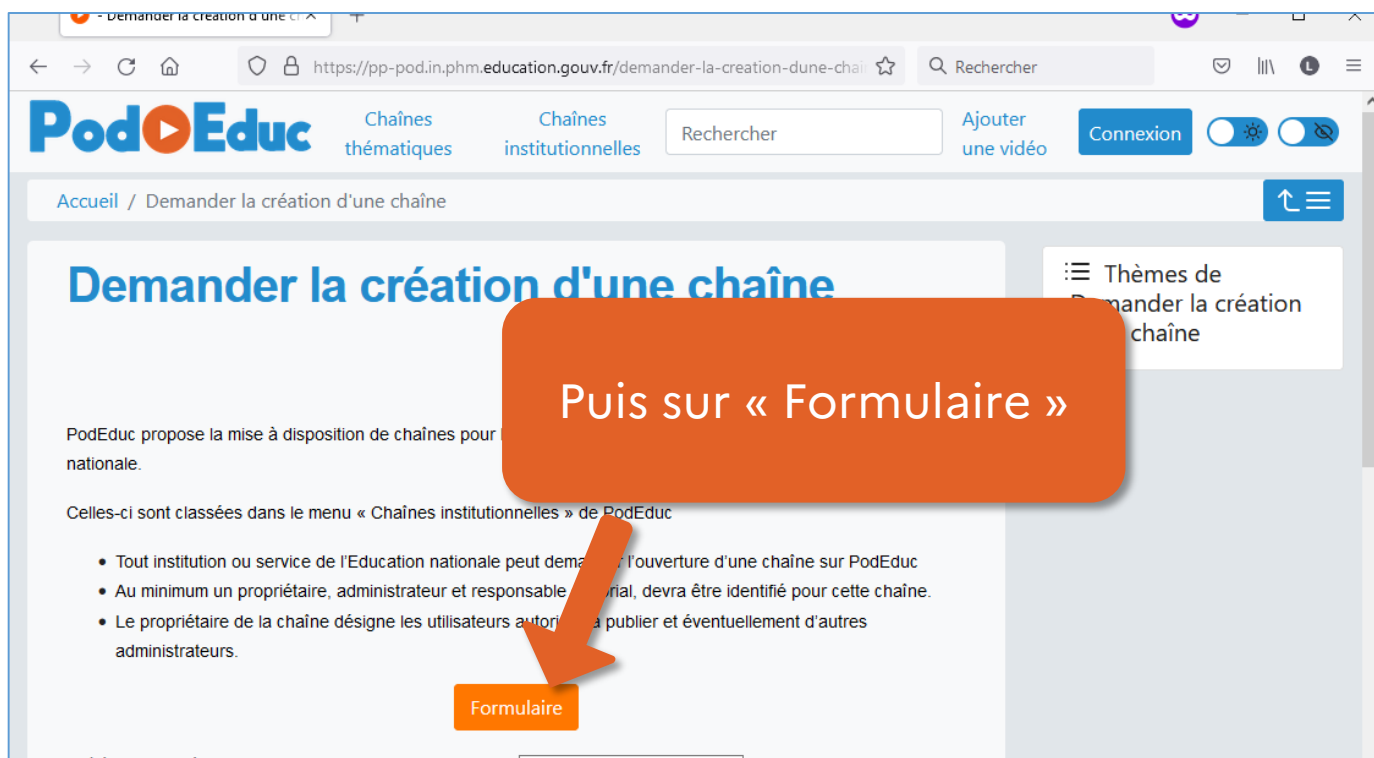 - Demander la création d'une c
https://pp-pod.in.phm.education.gouv.fr/demander-la-creation-dune-chai
Rechercher
L
PodEduc
Chaînes thématiques
Chaînes institutionnelles
Rechercher
Ajouter une vidéo
Connexion
Accueil / Demander la création d'une chaîne
Demander la création d'une chaîne
Thèmes de
Demander la création
chaîne
Puis sur « Formulaire »
PodEduc propose la mise à disposition de chaînes pour
nationale.
Celles-ci sont classées dans le menu « Chaînes institutionnelles » de PodEduc
• Tout institution ou service de l'Education nationale peut dema l'ouverture d'une chaîne sur PodEduc
• Au minimum un propriétaire, administrateur et responsable orial, devra être identifié pour cette chaîne.
• Le propriétaire de la chaîne désigne les utilisateurs autori à publier et éventuellement d'autres
administrateurs.
Formulaire